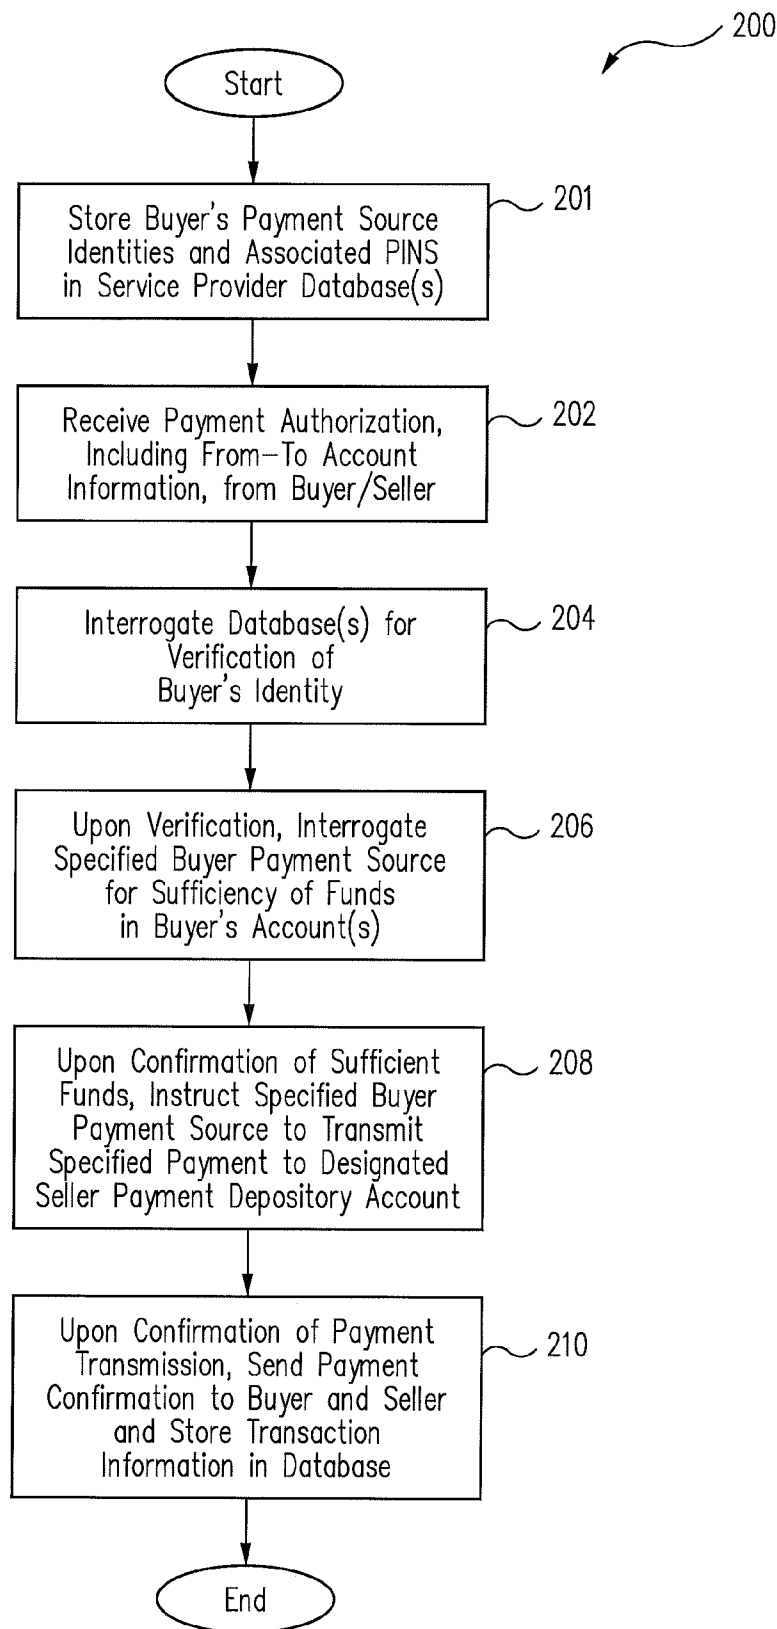 200
Start
201
Store Buyer's Payment Source
Identities and Associated PINS
in Service Provider Database(s)
202
Receive Payment Authorization,
Including From-To Account
Information, from Buyer/Seller
204
Interrogate Database(s) for
Verification of
Buyer's Identity
206
Upon Verification, Interrogate
Specified Buyer Payment Source
for Sufficiency of Funds
in Buyer's Account(s)
208
Upon Confirmation of Sufficient
Funds, Instruct Specified Buyer
Payment Source to Transmit
Specified Payment to Designated
Seller Payment Depository Account
210
Upon Confirmation of Payment
Transmission, Send Payment
Confirmation to Buyer and Seller
and Store Transaction
Information in Database
End